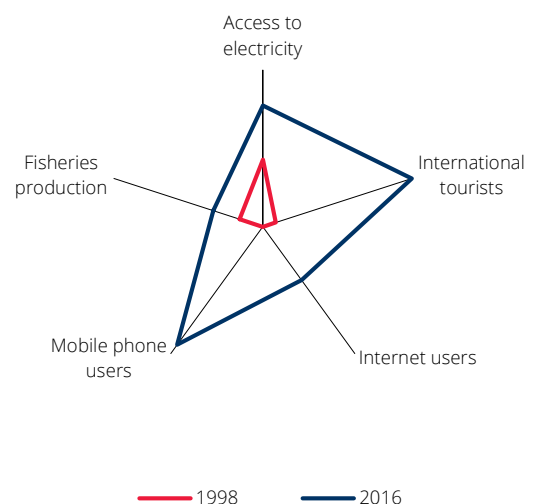 Access to
electricity
International
tourists
Fisheries
production
Mobile phone
users
Internet users
1998
2016